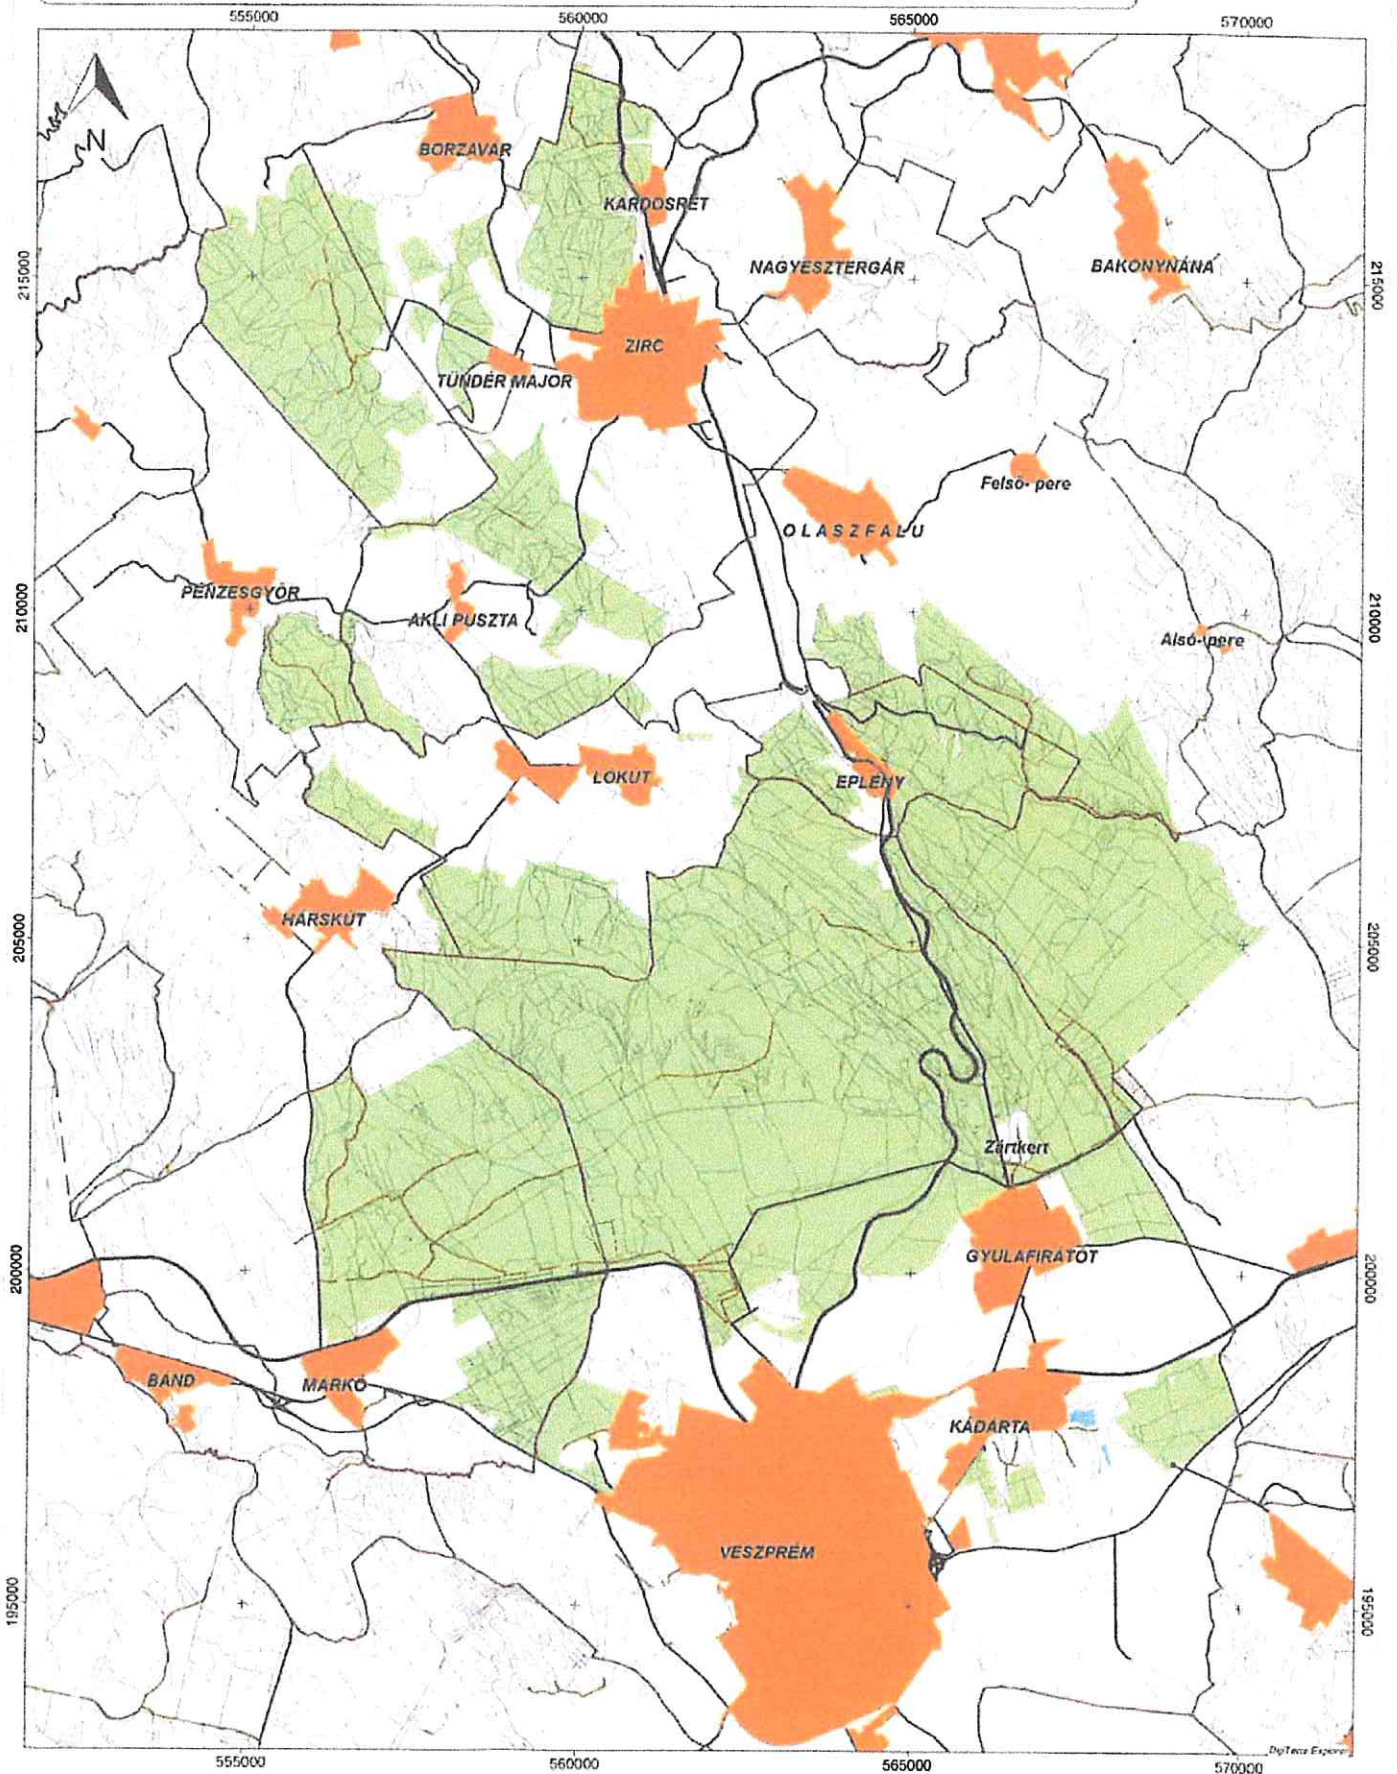 555000 560000 565000 570000
N
BORZAVÁR
KARDOSRÉT
NAGYESZTERGÁR
BAKONYNÁNA
215000 215000
ZIRC
TÜNDÉR MAJOR
Felső- pere
OLASZFALU
PÉNZESGYŐR
AKLI PUSZTA
210000 210000
Alsó- pere
LÓKÚT
EPLÉNY
HÁRSKÚT
205000 205000
Zártkert
GYULAFIRÁTÓT
200000 200000
BÁND
MÁRKÓ
KÁDÁRTA
VESZPRÉM
195000 195000
DigiTerra Explorer
555000 560000 565000 570000